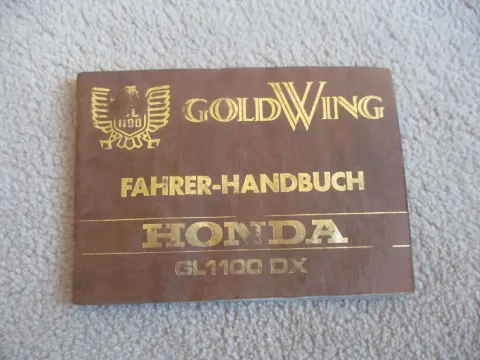 GL
1100
GOLDWING
FAHRER-HANDBUCH
HONDA
GL1100 DX